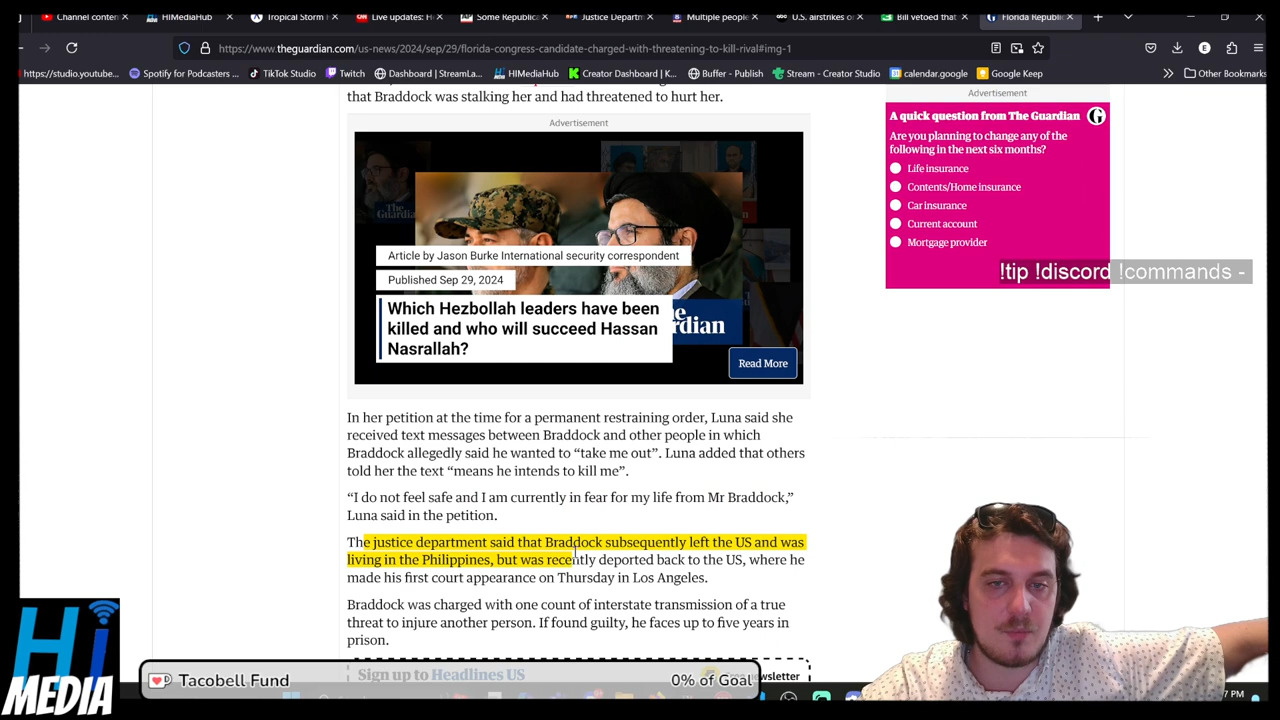 Channel conten
HIMediaHub
Tropical Storm
Live updates:
Some Republica
Justice Departm
Multiple people
U.S. airstrikes o
Bill vetoed that
Florida Republi
https://www.theguardian.com/us-news/2024/sep/29/florida-congress-candidate-charged-with-threatening-to-kill-rival#img-1
https://studio.youtube...
Spotify for Podcasters ...
TikTok Studio
Twitch
Dashboard | StreamLa...
HIMediaHub
Creator Dashboard | K...
Buffer - Publish
Stream - Creator Studio
calendar.google
Google Keep
Other Bookmarks
that Braddock was stalking her and had threatened to hurt her.
Advertisement
Article by Jason Burke International security correspondent
Published Sep 29, 2024
Which Hezbollah leaders have been
killed and who will succeed Hassan
Nasrallah?
Read More
In her petition at the time for a permanent restraining order, Luna said she
received text messages between Braddock and other people in which
Braddock allegedly said he wanted to “take me out”. Luna added that others
told her the text “means he intends to kill me”.
“I do not feel safe and I am currently in fear for my life from Mr Braddock,”
Luna said in the petition.
The justice department said that Braddock subsequently left the US and was
living in the Philippines, but was recently deported back to the US, where he
made his first court appearance on Thursday in Los Angeles.
Braddock was charged with one count of interstate transmission of a true
threat to injure another person. If found guilty, he faces up to five years in
prison.
Sign up to Headlines US
newsletter
Advertisement
A quick question from The Guardian
Are you planning to change any of the
following in the next six months?
Life insurance
Contents/Home insurance
Car insurance
Current account
Mortgage provider
!tip !discord !commands -
Hi
MEDIA
Tacobell Fund
0% of Goal
7 PM